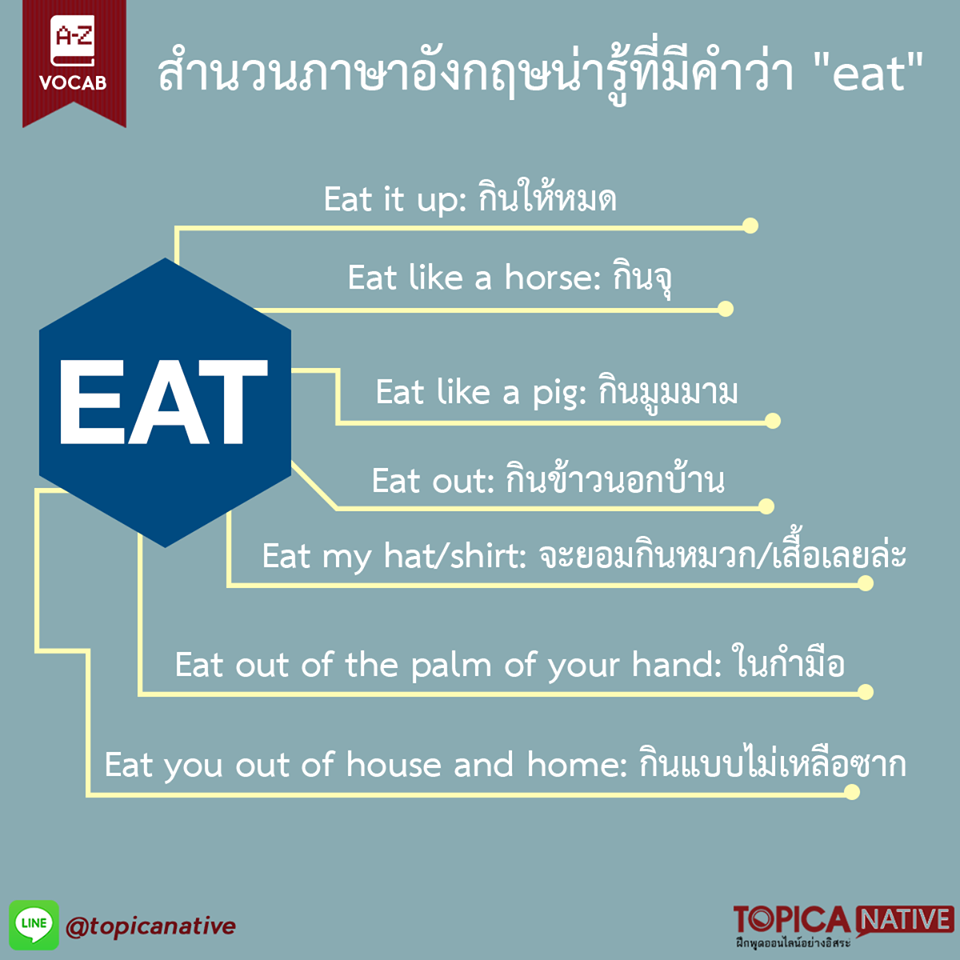 A-Z
VOCAB
สำนวนภาษาอังกฤษน่ารู้ที่มีคำว่า "eat"
Eat it up: กินให้หมด
Eat like a horse: กินจุ
EAT
Eat like a pig: กินมูมมาม
Eat out: กินข้าวนอกบ้าน
Eat my hat/shirt: จะยอมกินหมวก/เสื้อเลยล่ะ
Eat out of the palm of your hand: ในกำมือ
Eat you out of house and home: กินแบบไม่เหลือซาก
LINE @topicanative
TOPICA NATIVE
ฝึกพูดออนไลน์อย่างอิสระ